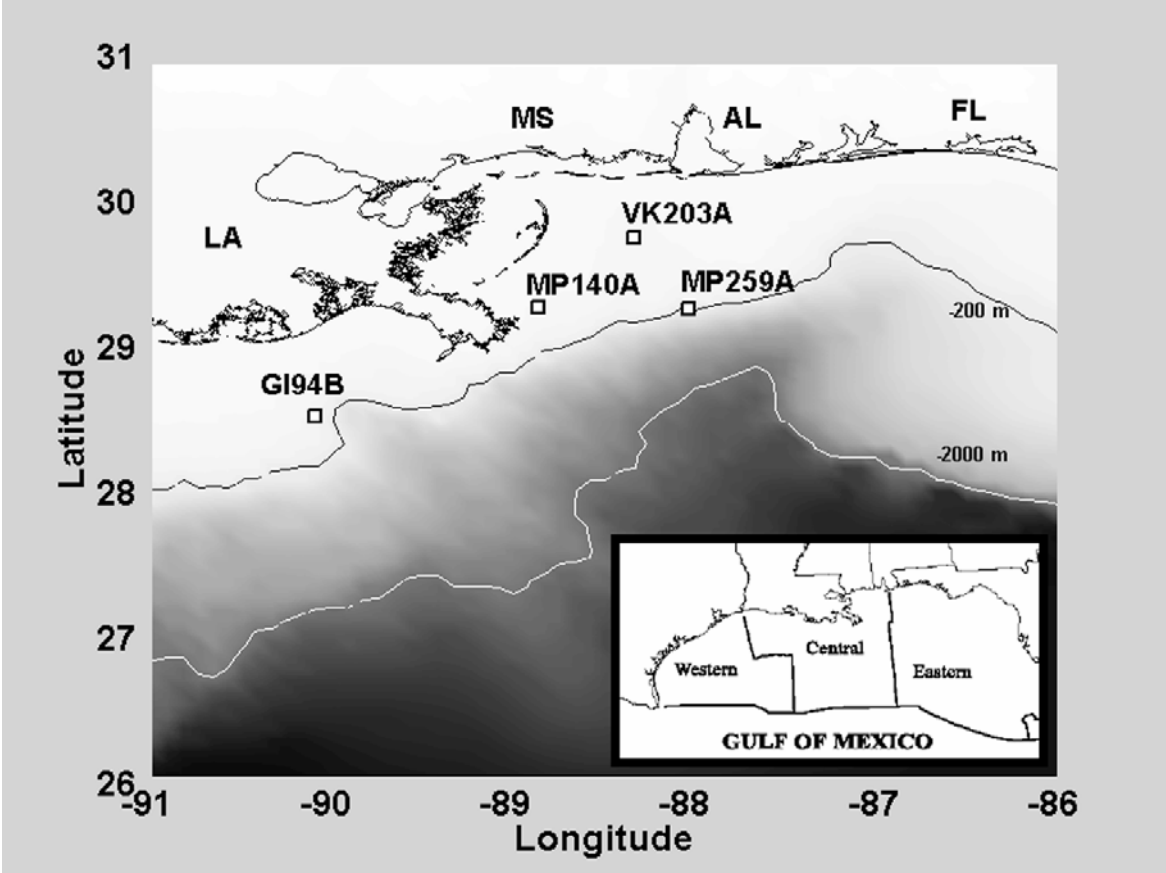 31
MS
AL
FL
30
VK203A
LA
MP140A
MP259A
-200 m
29
GI94B
Latitude
-2000 m
28
27
Central
Western
Eastern
GULF OF MEXICO
26
-91
-90
-89
-88
-87
-86
Longitude